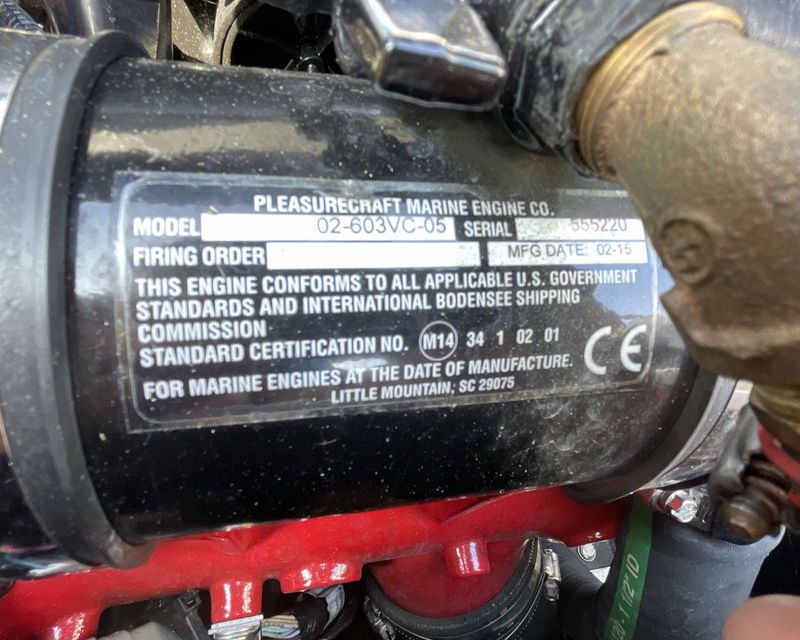 PLEASURECRAFT MARINE ENGINE CO.
MODEL 02-603VC-05 SERIAL 555220
FIRING ORDER MFG DATE: 02-15
THIS ENGINE CONFORMS TO ALL APPLICABLE U.S. GOVERNMENT
STANDARDS AND INTERNATIONAL BODENSEE SHIPPING
COMMISSION
STANDARD CERTIFICATION NO. M14 34 1 02 01
CE
FOR MARINE ENGINES AT THE DATE OF MANUFACTURE.
LITTLE MOUNTAIN, SC 29075